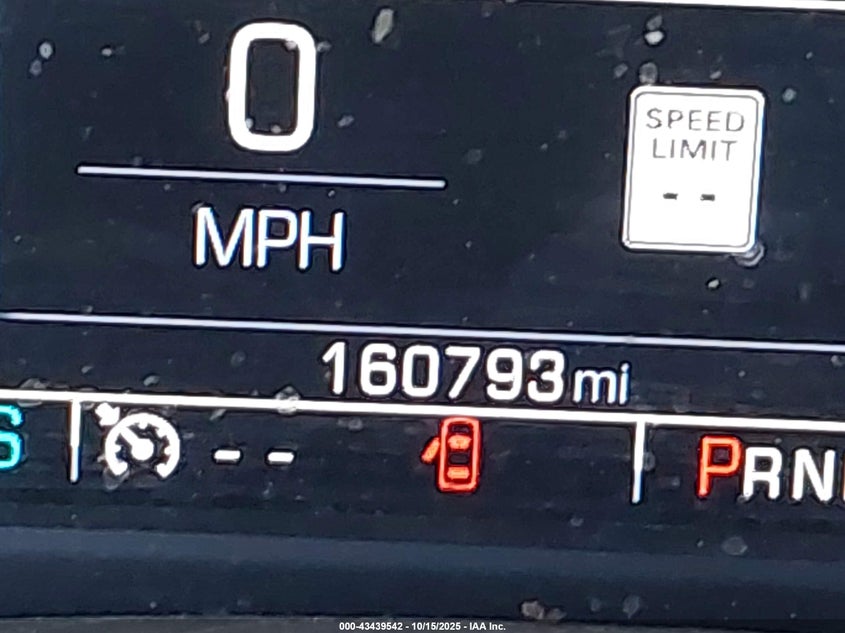 0
SPEED
LIMIT
--
MPH
160793 mi
S -- PRN
000-43439542 - 10/15/2025 - IAA Inc.